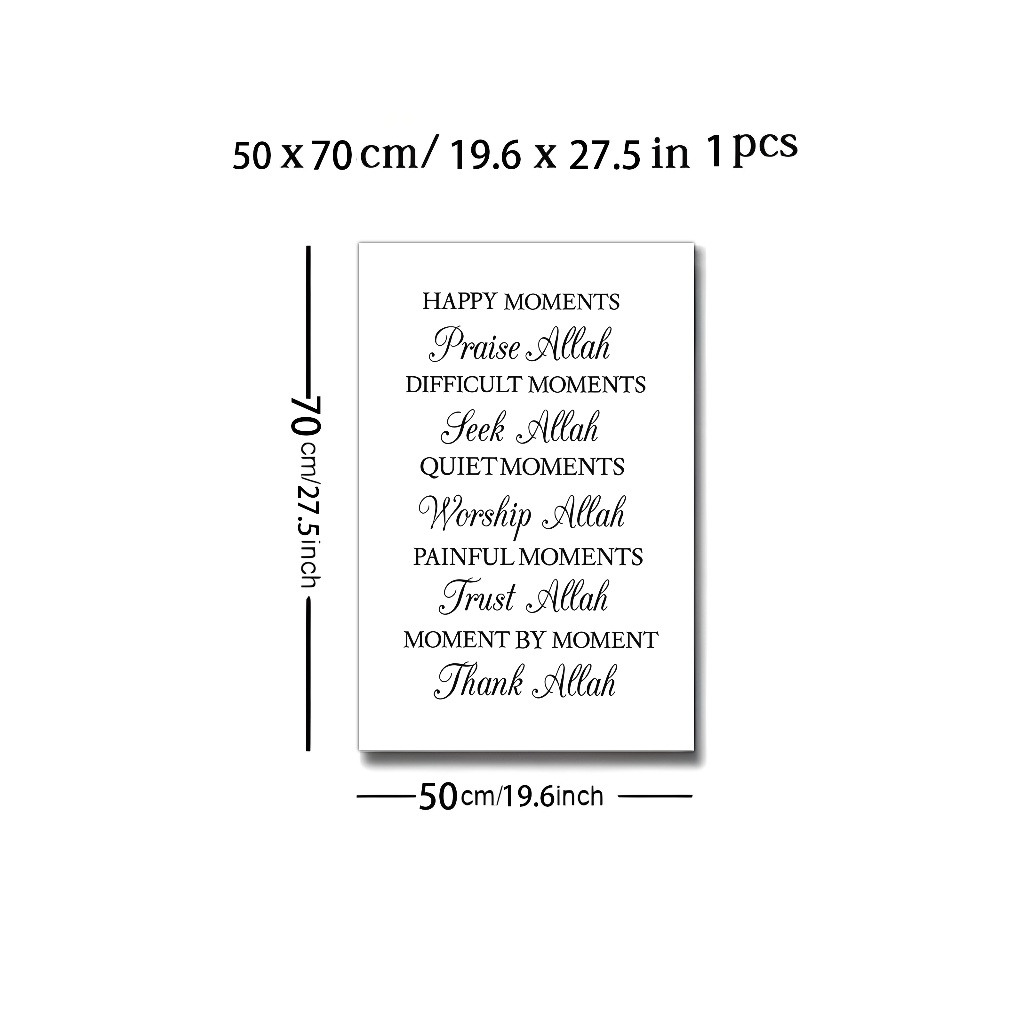 50 x 70 cm/ 19.6 x 27.5 in 1 pcs
HAPPY MOMENTS
Praise Allah
DIFFICULT MOMENTS
Seek Allah
QUIET MOMENTS
Worship Allah
PAINFUL MOMENTS
Trust Allah
MOMENT BY MOMENT
Thank Allah
70cm/27.5inch
50cm/19.6inch